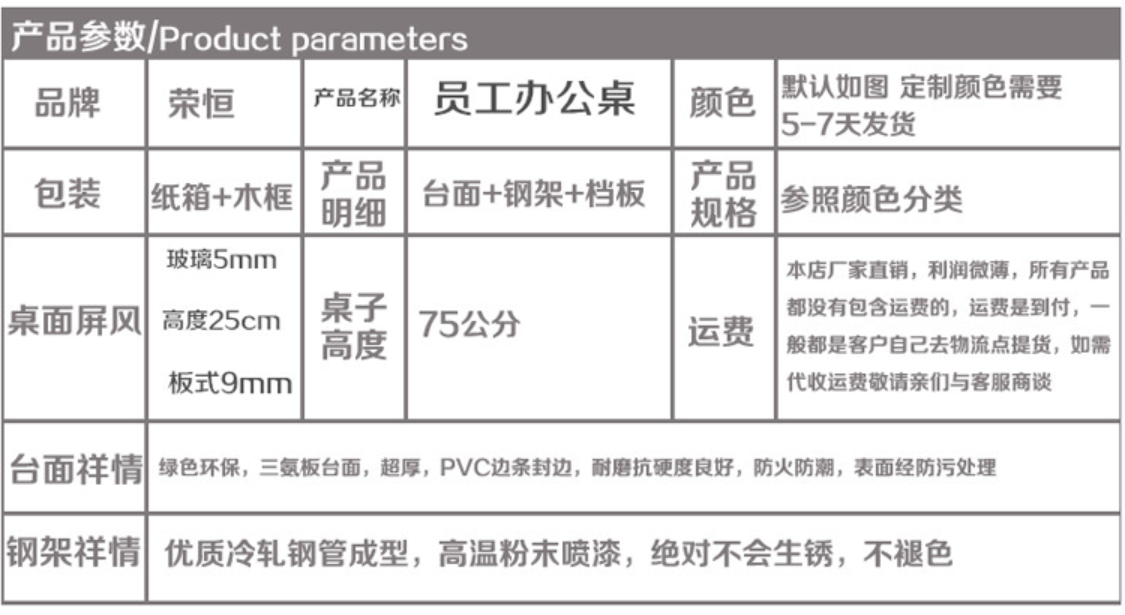 产品参数/Product parameters
品牌
荣恒
产品名称
员工办公桌
颜色
默认如图 定制颜色需要
5-7天发货
包装
纸箱+木框
产品
明细
台面+钢架+档板
产品
规格
参照颜色分类
桌面屏风
玻璃5mm
高度25cm
板式9mm
桌子
高度
75公分
运费
本店厂家直销，利润微薄，所有产品
都没有包含运费的，运费是到付，一
般都是客户自己去物流点提货，如需
代收运费敬请亲们与客服商谈
台面祥情
绿色环保，三氨板台面，超厚，PVC边条封边，耐磨抗硬度良好，防火防潮，表面经防污处理
钢架祥情
优质冷轧钢管成型，高温粉末喷漆，绝对不会生锈，不褪色